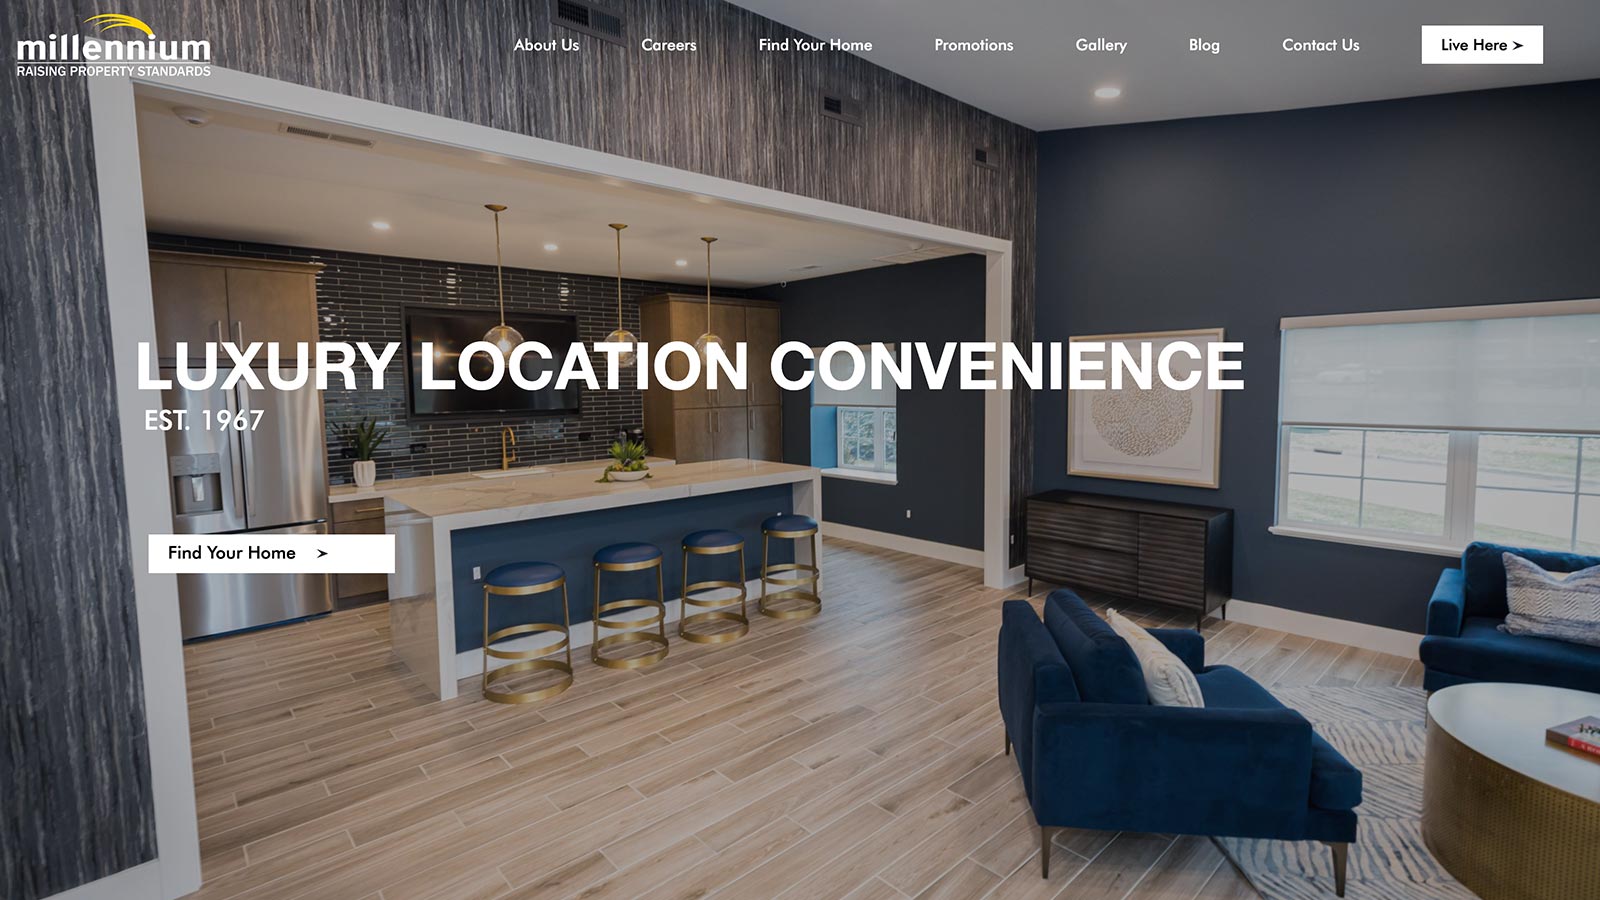 millennium
RAISING PROPERTY STANDARDS
About Us
Careers
Find Your Home
Promotions
Gallery
Blog
Contact Us
Live Here ➤
LUXURY LOCATION CONVENIENCE
EST. 1967
Find Your Home ➤